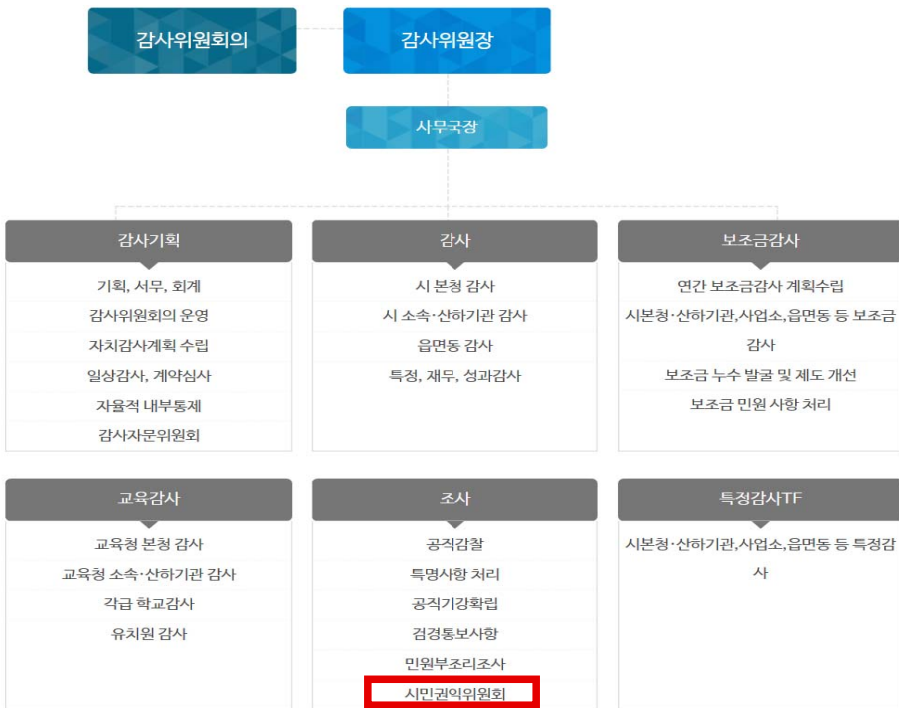 감사위원회의
감사위원장
사무국장
감사기획
기획, 서무, 회계
감사위원회의 운영
자치감사계획 수립
일상감사, 계약심사
자율적 내부통제
감사자문위원회
감사
시 본청 감사
시 소속·산하기관 감사
읍면동 감사
특정, 재무, 성과감사
보조금감사
연간 보조금감사 계획수립
시본청·산하기관,사업소,읍면동 등 보조금
감사
보조금 누수 발굴 및 제도 개선
보조금 민원 사항 처리
교육감사
교육청 본청 감사
교육청 소속·산하기관 감사
각급 학교감사
유치원 감사
조사
공직감찰
특명사항 처리
공직기강확립
검경통보사항
민원부조리조사
시민권익위원회
특정감사TF
시본청·산하기관,사업소,읍면동 등 특정감
사